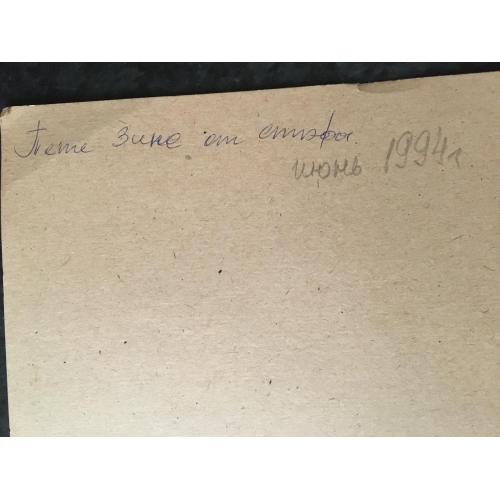 Тете Зине от
июнь 1994г